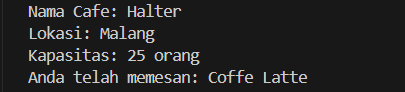 Nama Cafe: Halter
Lokasi: Malang
Kapasitas: 25 orang
Anda telah memesan: Coffe Latte